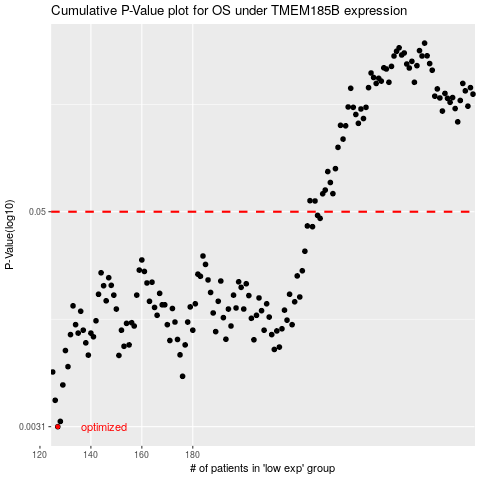 Cumulative P-Value plot for OS under TMEM185B expression
P-Value(log10)
0.05
0.0031
optimized
120 140 160 180
# of patients in 'low exp' group